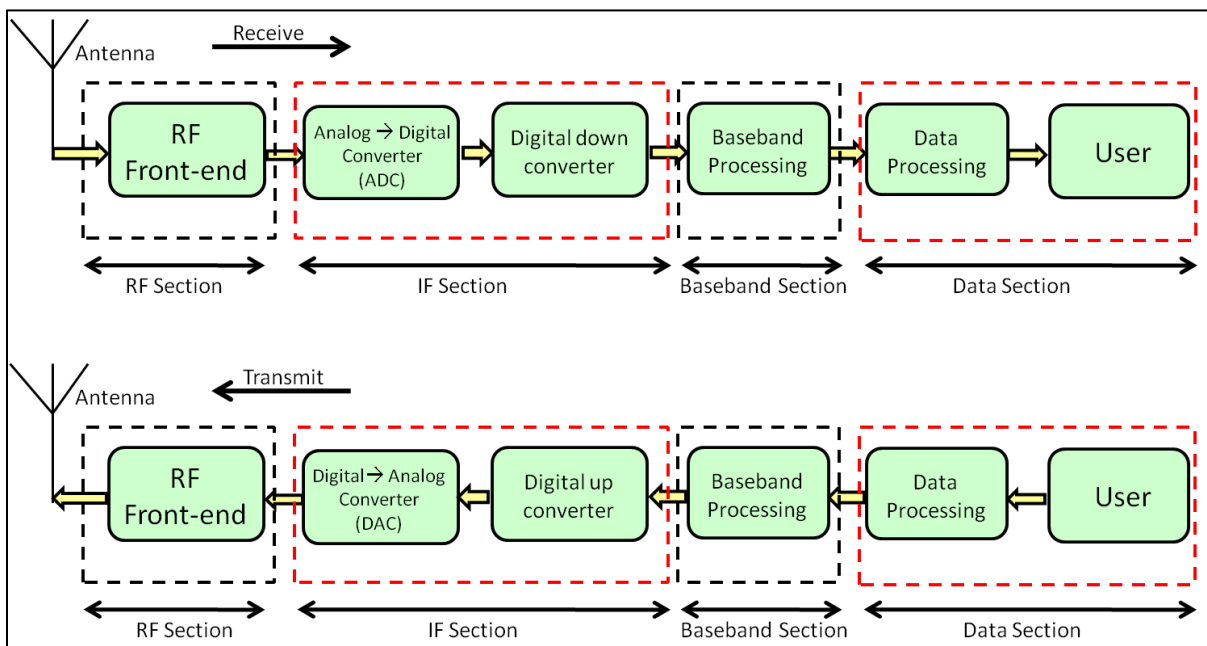 Receive
Antenna
RF
Front-end
Analog → Digital
Converter
(ADC)
Digital down
converter
Baseband
Processing
Data
Processing
User
RF Section
IF Section
Baseband Section
Data Section
Transmit
Antenna
RF
Front-end
Digital → Analog
Converter
(DAC)
Digital up
converter
Baseband
Processing
Data
Processing
User
RF Section
IF Section
Baseband Section
Data Section